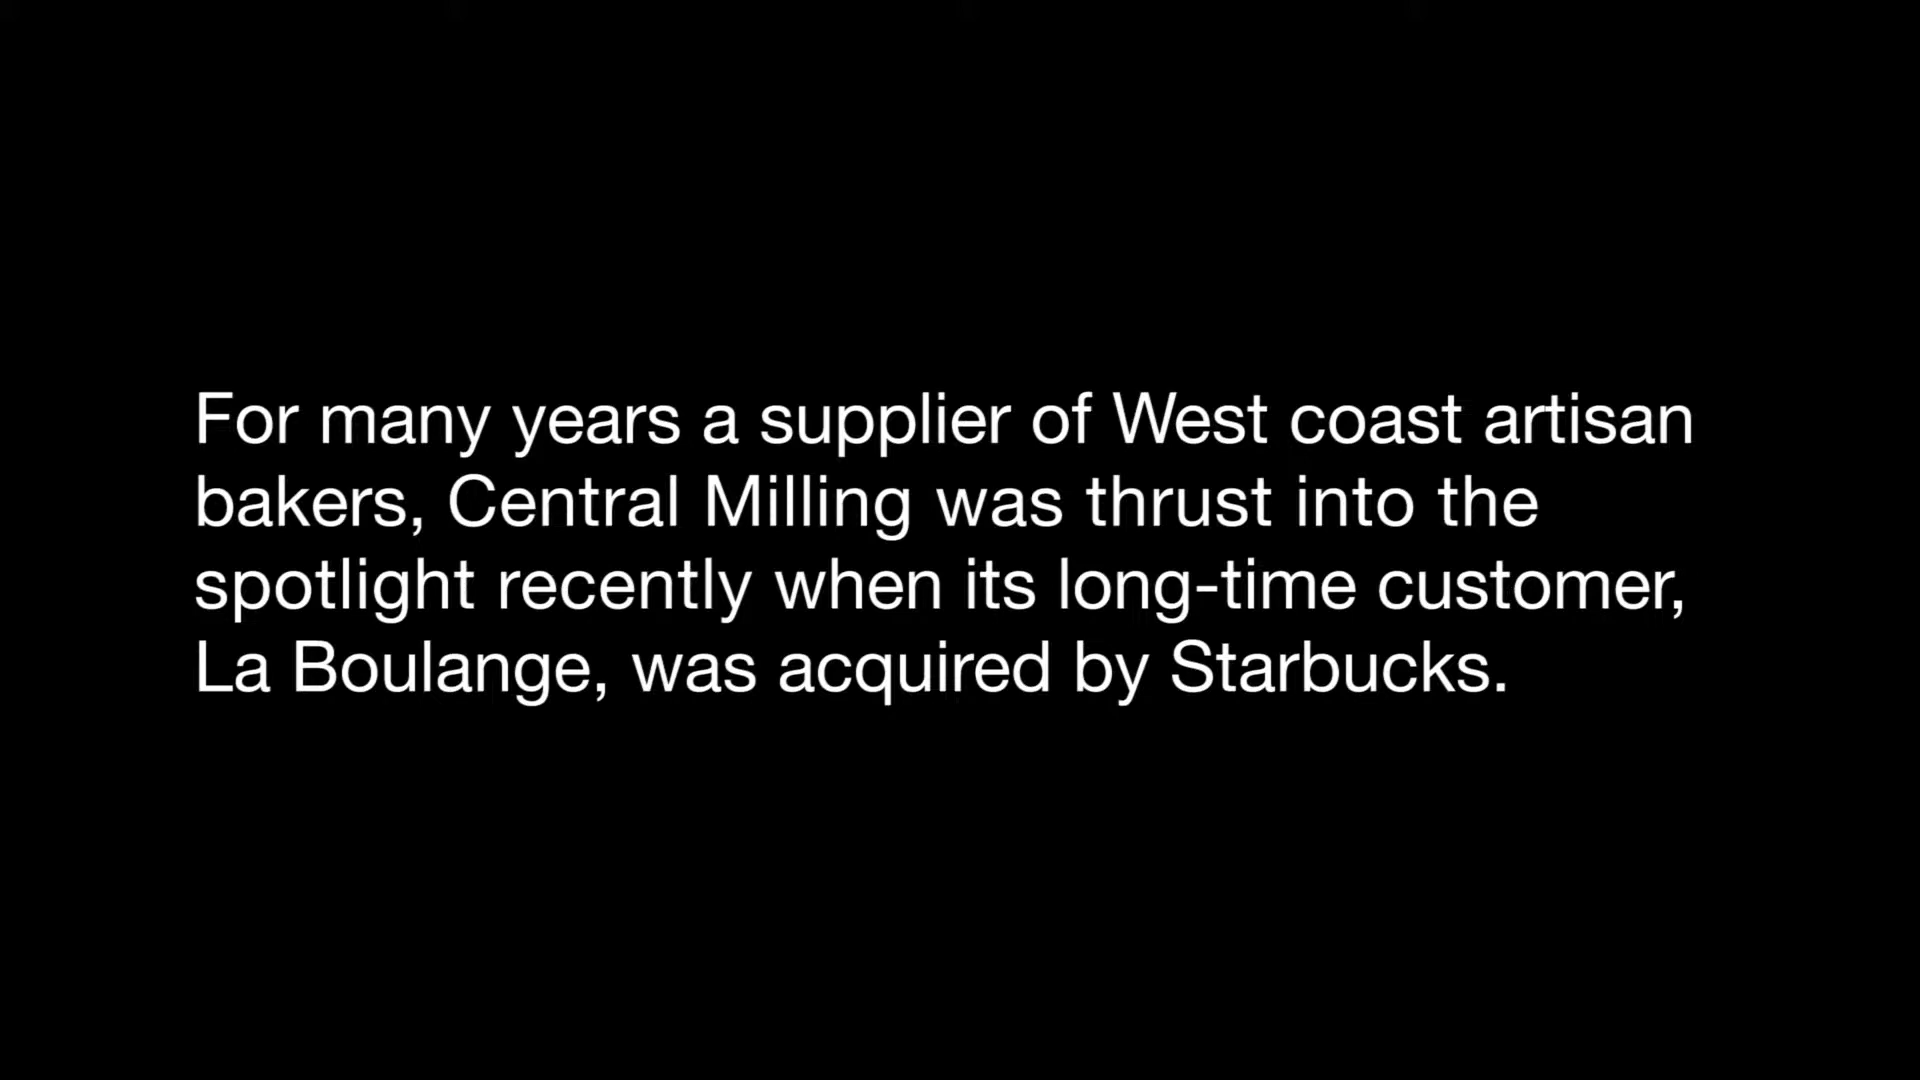 For many years a supplier of West coast artisan
bakers, Central Milling was thrust into the
spotlight recently when its long-time customer,
La Boulange, was acquired by Starbucks.